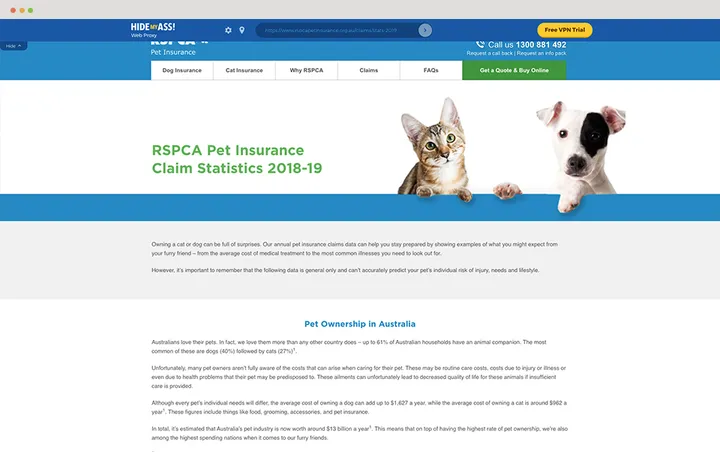 HIDE MY ASS!
Web Proxy
https://www.rspcapetinsurance.org.au/claims-stats-2019
Free VPN Trial
Hide
RSPCA
Pet Insurance
Call us 1300 881 492
Request a call back | Request an info pack
Dog Insurance Cat Insurance Why RSPCA Claims FAQs Get a Quote & Buy Online
RSPCA Pet Insurance
Claim Statistics 2018-19
Owning a cat or dog can be full of surprises. Our annual pet insurance claims data can help you stay prepared by showing examples of what you might expect from
your furry friend – from the average cost of medical treatment to the most common illnesses you need to look out for.
However, it's important to remember that the following data is general only and can't accurately predict your pet's individual risk of injury, needs and lifestyle.
Pet Ownership in Australia
Australians love their pets. In fact, we love them more than any other country does – up to 61% of Australian households have an animal companion. The most
common of these are dogs (40%) followed by cats (27%)¹.
Unfortunately, many pet owners aren't fully aware of the costs that can arise when caring for their pet. These may be routine care costs, costs due to injury or illness or
even due to health problems that their pet may be predisposed to. These ailments can unfortunately lead to decreased quality of life for these animals if insufficient
care is provided.
Although every pet's individual needs will differ, the average cost of owning a dog can add up to $1,627 a year, while the average cost of owning a cat is around $962 a
year¹. These figures include things like food, grooming, accessories, and pet insurance.
In total, it's estimated that Australia's pet industry is now worth around $13 billion a year¹. This means that on top of having the highest rate of pet ownership, we're also
among the highest spending nations when it comes to our furry friends.